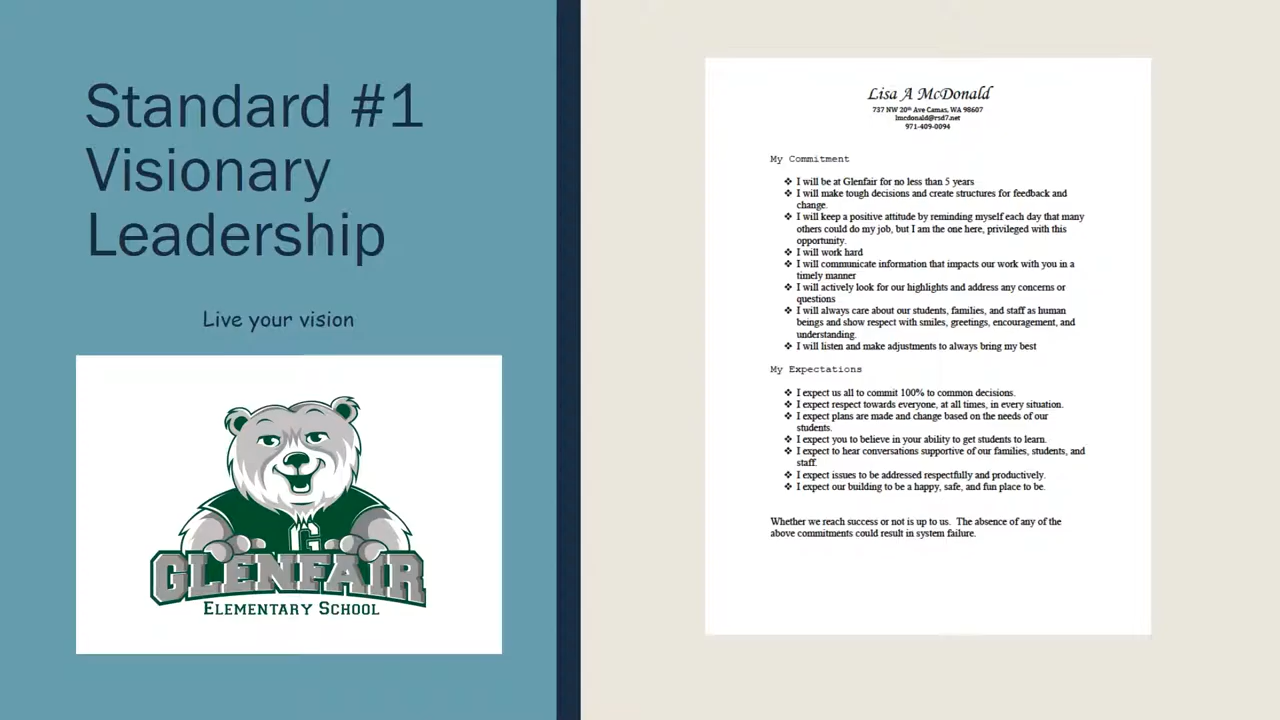 Standard #1
Visionary
Leadership
Live your vision
G
GLENFAIR
ELEMENTARY SCHOOL
Lisa A McDonald
737 NW 20th Ave Camas, WA 98607
lmcdonald@rsd7.net
971-409-0094
My Commitment
❖ I will be at Glenfair for no less than 5 years
❖ I will make tough decisions and create structures for feedback and
change.
❖ I will keep a positive attitude by reminding myself each day that many
others could do my job, but I am the one here, privileged with this
opportunity.
❖ I will work hard
❖ I will communicate information that impacts our work with you in a
timely manner
❖ I will actively look for our highlights and address any concerns or
questions
❖ I will always care about our students, families, and staff as human
beings and show respect with smiles, greetings, encouragement, and
understanding.
❖ I will listen and make adjustments to always bring my best
My Expectations
❖ I expect us all to commit 100% to common decisions.
❖ I expect respect towards everyone, at all times, in every situation.
❖ I expect plans are made and change based on the needs of our
students.
❖ I expect you to believe in your ability to get students to learn.
❖ I expect to hear conversations supportive of our families, students, and
staff.
❖ I expect issues to be addressed respectfully and productively.
❖ I expect our building to be a happy, safe, and fun place to be.
Whether we reach success or not is up to us. The absence of any of the
above commitments could result in system failure.